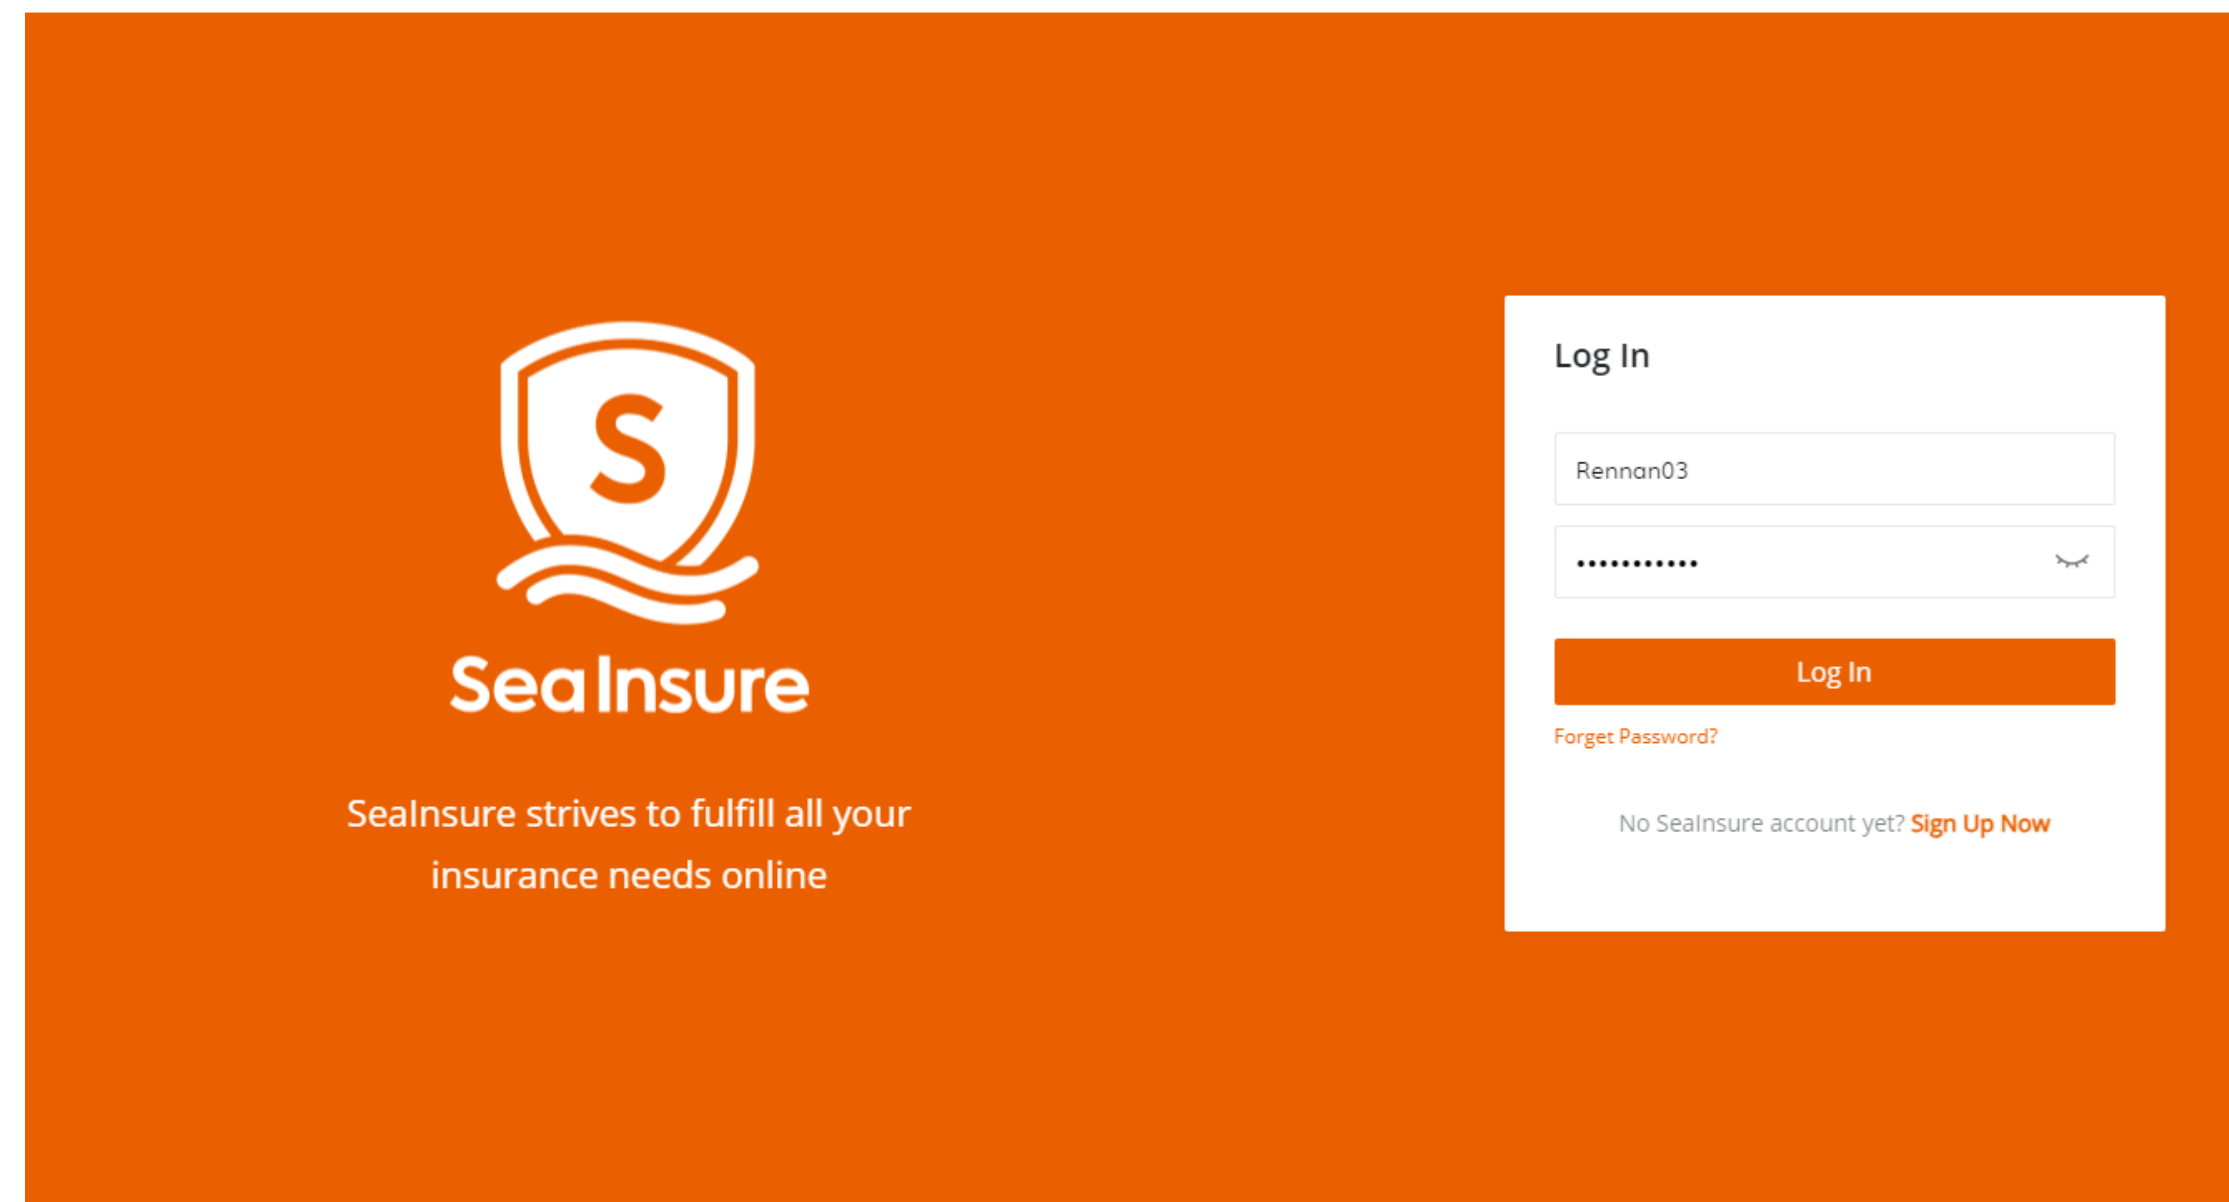 S
SeaInsure
SeaInsure strives to fulfill all your
insurance needs online
Log In
Rennan03
•••••••••••
Log In
Forget Password?
No SeaInsure account yet? Sign Up Now